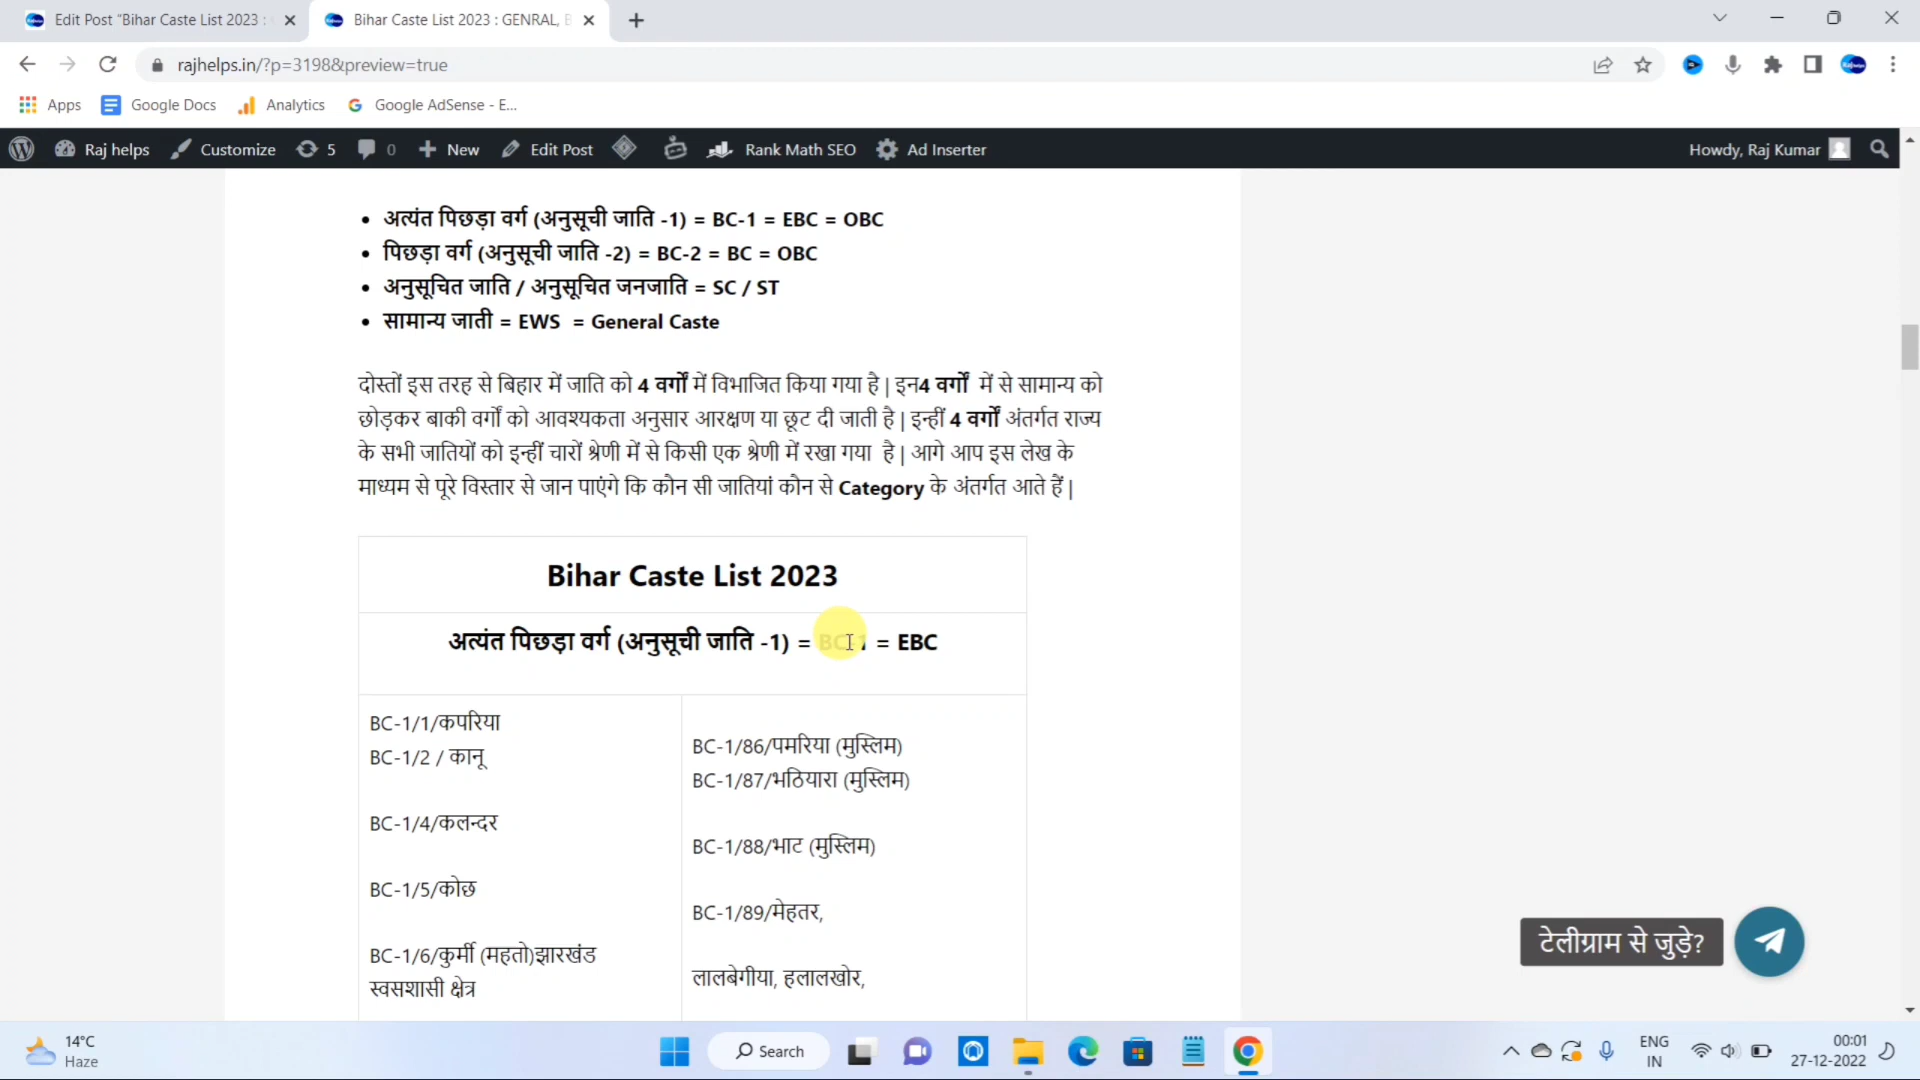 Edit Post "Bihar Caste List 2023 :
Bihar Caste List 2023 : GENRAL,
rajhelps.in/?p=3198&preview=true
Apps Google Docs Analytics Google AdSense - E...
Raj helps Customize 5 0 New Edit Post Rank Math SEO Ad Inserter Howdy, Raj Kumar
• अत्यंत पिछड़ा वर्ग (अनुसूची जाति -1) = BC-1 = EBC = OBC
• पिछड़ा वर्ग (अनुसूची जाति -2) = BC-2 = BC = OBC
• अनुसूचित जाति / अनुसूचित जनजाति = SC / ST
• सामान्य जाती = EWS = General Caste
दोस्तों इस तरह से बिहार में जाति को 4 वर्गों में विभाजित किया गया है | इन4 वर्गों में से सामान्य को
छोड़कर बाकी वर्गों को आवश्यकता अनुसार आरक्षण या छूट दी जाती है | इन्हीं 4 वर्गों अंतर्गत राज्य
के सभी जातियों को इन्हीं चारों श्रेणी में से किसी एक श्रेणी में रखा गया है | आगे आप इस लेख के
माध्यम से पूरे विस्तार से जान पाएंगे कि कौन सी जातियां कौन से Category के अंतर्गत आते हैं |
Bihar Caste List 2023
अत्यंत पिछड़ा वर्ग (अनुसूची जाति -1) = BC-1 = EBC
BC-1/1/कपरिया
BC-1/2 / कानू
BC-1/4/कलन्दर
BC-1/5/कोछ
BC-1/6/कुर्मी (महतो)झारखंड
स्वसशासी क्षेत्र
BC-1/86/पमरिया (मुस्लिम)
BC-1/87/भठियारा (मुस्लिम)
BC-1/88/भाट (मुस्लिम)
BC-1/89/मेहतर,
लालबेगीया, हलालखोर,
टेलीग्राम से जुड़े?
14°C
Haze
Search
ENG
IN
00:01
27-12-2022